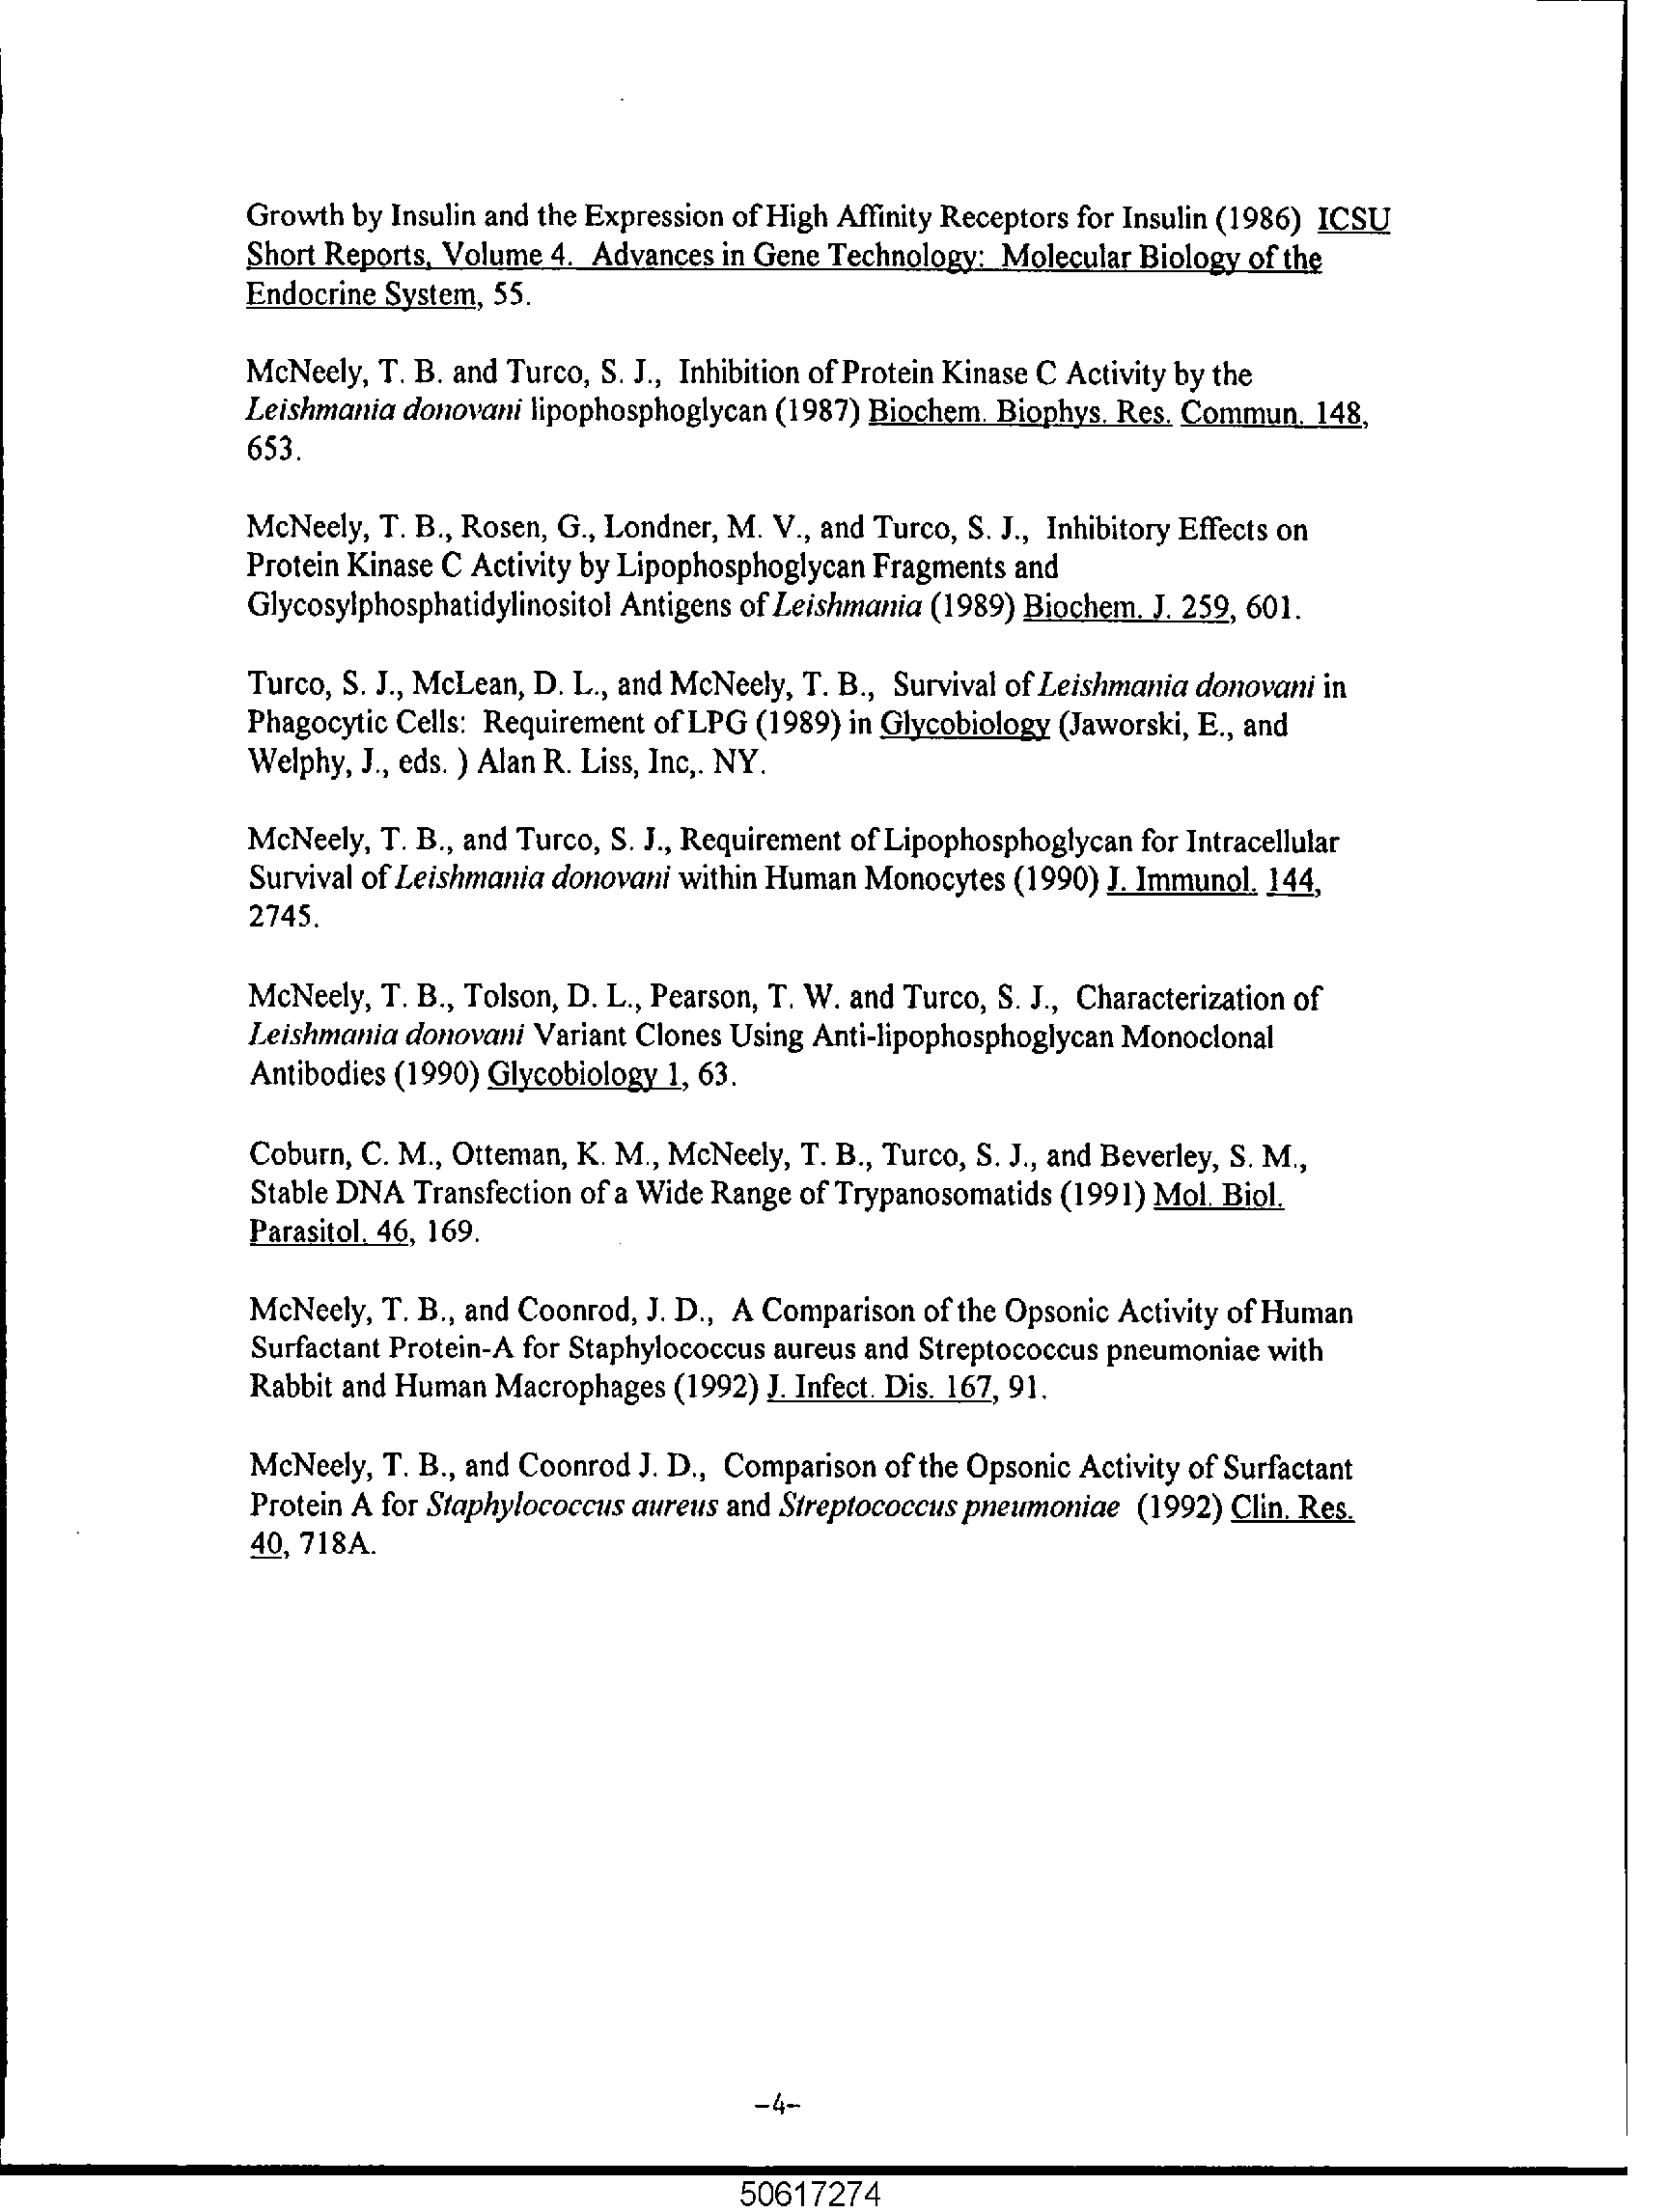 Growth by Insulin and the Expression of High Affinity Receptors for Insulin (1986) ICSU
Short Reports, Volume 4. Advances in Gene Technology: Molecular Biology of the
Endocrine System, 55.
McNeely, T. B. and Turco, S. J., Inhibition of Protein Kinase C Activity by the
Leishmania donovani lipophosphoglycan (1987) Biochem. Biophys. Res. Commun. 148,
653.
McNeely, T. B., Rosen, G., Londner, M. V., and Turco, S. J., Inhibitory Effects on
Protein Kinase C Activity by Lipophosphoglycan Fragments and
Glycosylphosphatidylinositol Antigens of Leishmania (1989) Biochem. J. 259, 601.
Turco, S. J., McLean, D. L., and McNeely, T. B., Survival of Leishmania donovani in
Phagocytic Cells: Requirement of LPG (1989) in Glycobiology (Jaworski, E., and
Welphy, J., eds. ) Alan R. Liss, Inc,. NY.
McNeely, T. B., and Turco, S. J., Requirement of Lipophosphoglycan for Intracellular
Survival of Leishmania donovani within Human Monocytes (1990) J. Immunol. 144,
2745.
McNeely, T. B., Tolson, D. L., Pearson, T. W. and Turco, S. J., Characterization of
Leishmania donovani Variant Clones Using Anti-lipophosphoglycan Monoclonal
Antibodies (1990) Glycobiology 1, 63.
Coburn, C. M., Otteman, K. M., McNeely, T. B., Turco, S. J., and Beverley, S. M.,
Stable DNA Transfection of a Wide Range of Trypanosomatids (1991) Mol. Biol.
Parasitol. 46, 169.
McNeely, T. B., and Coonrod, J. D., A Comparison of the Opsonic Activity of Human
Surfactant Protein-A for Staphylococcus aureus and Streptococcus pneumoniae with
Rabbit and Human Macrophages (1992) J. Infect. Dis. 167, 91.
McNeely, T. B., and Coonrod J. D., Comparison of the Opsonic Activity of Surfactant
Protein A for Staphylococcus aureus and Streptococcus pneumoniae (1992) Clin. Res.
40, 718A.
-4-
50617274